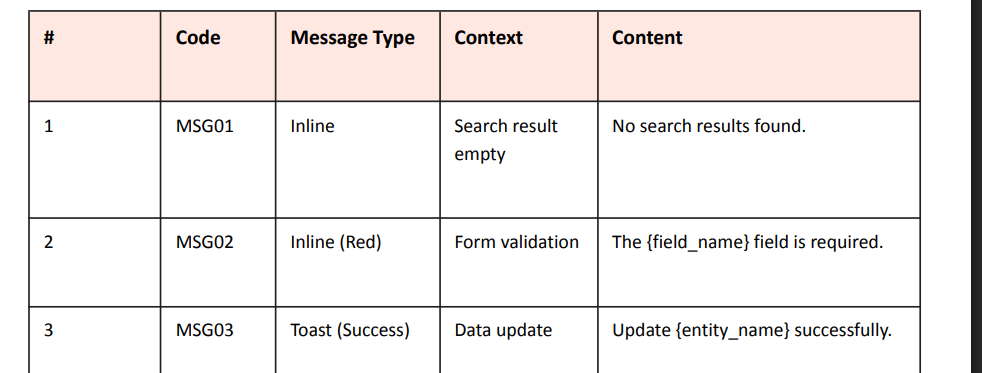 # Code Message Type Context Content
1 MSG01 Inline Search result No search results found.
empty
2 MSG02 Inline (Red) Form validation The {field_name} field is required.
3 MSG03 Toast (Success) Data update Update {entity_name} successfully.